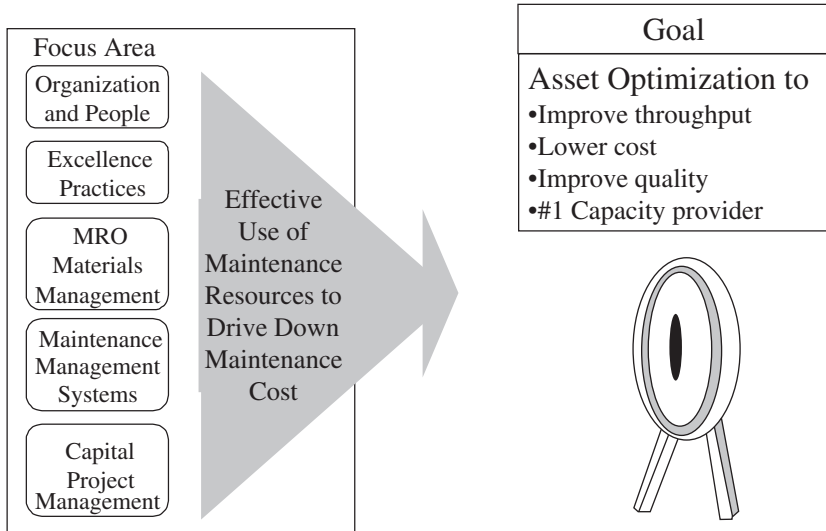 Focus Area
Organization
and People
Excellence
Practices
MRO
Materials
Management
Maintenance
Management
Systems
Capital
Project
Management
Effective
Use of
Maintenance
Resources to
Drive Down
Maintenance
Cost
Goal
Asset Optimization to
•Improve throughput
•Lower cost
•Improve quality
•#1 Capacity provider